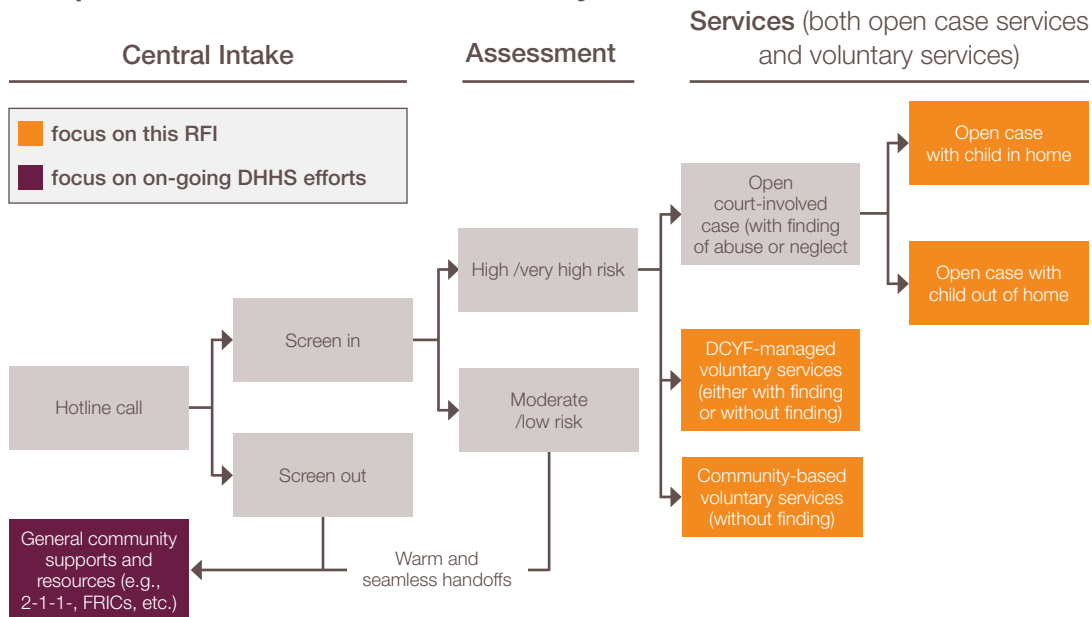 Central Intake
Assessment
Services (both open case services
and voluntary services)
focus on this RFI
focus on on-going DHHS efforts
Hotline call
Screen in
Screen out
General community
supports and
resources (e.g.,
2-1-1-, FRICs, etc.)
Warm and
seamless handoffs
High /very high risk
Moderate
/low risk
Open
court-involved
case (with finding
of abuse or neglect
DCYF-managed
voluntary services
(either with finding
or without finding)
Community-based
voluntary services
(without finding)
Open case
with child in home
Open case with
child out of home